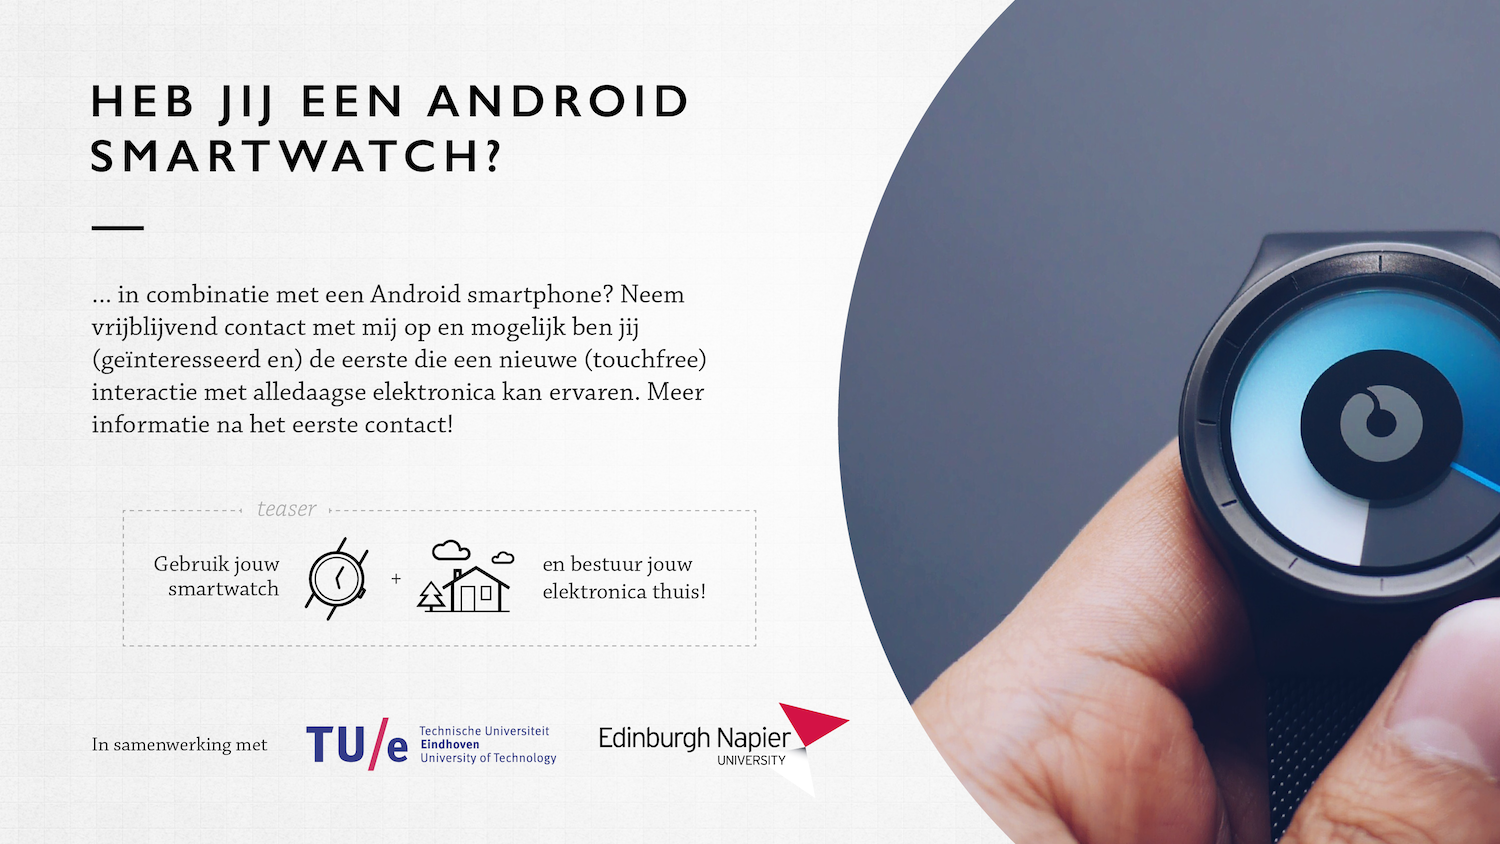 HEB JIJ EEN ANDROID
SMARTWATCH?
... in combinatie met een Android smartphone? Neem
vrijblijvend contact met mij op en mogelijk ben jij
(geïnteresseerd en) de eerste die een nieuwe (touchfree)
interactie met alledaagse elektronica kan ervaren. Meer
informatie na het eerste contact!
teaser
Gebruik jouw
smartwatch
+
en bestuur jouw
elektronica thuis!
In samenwerking met
TU/e
Technische Universiteit
Eindhoven
University of Technology
Edinburgh Napier
UNIVERSITY